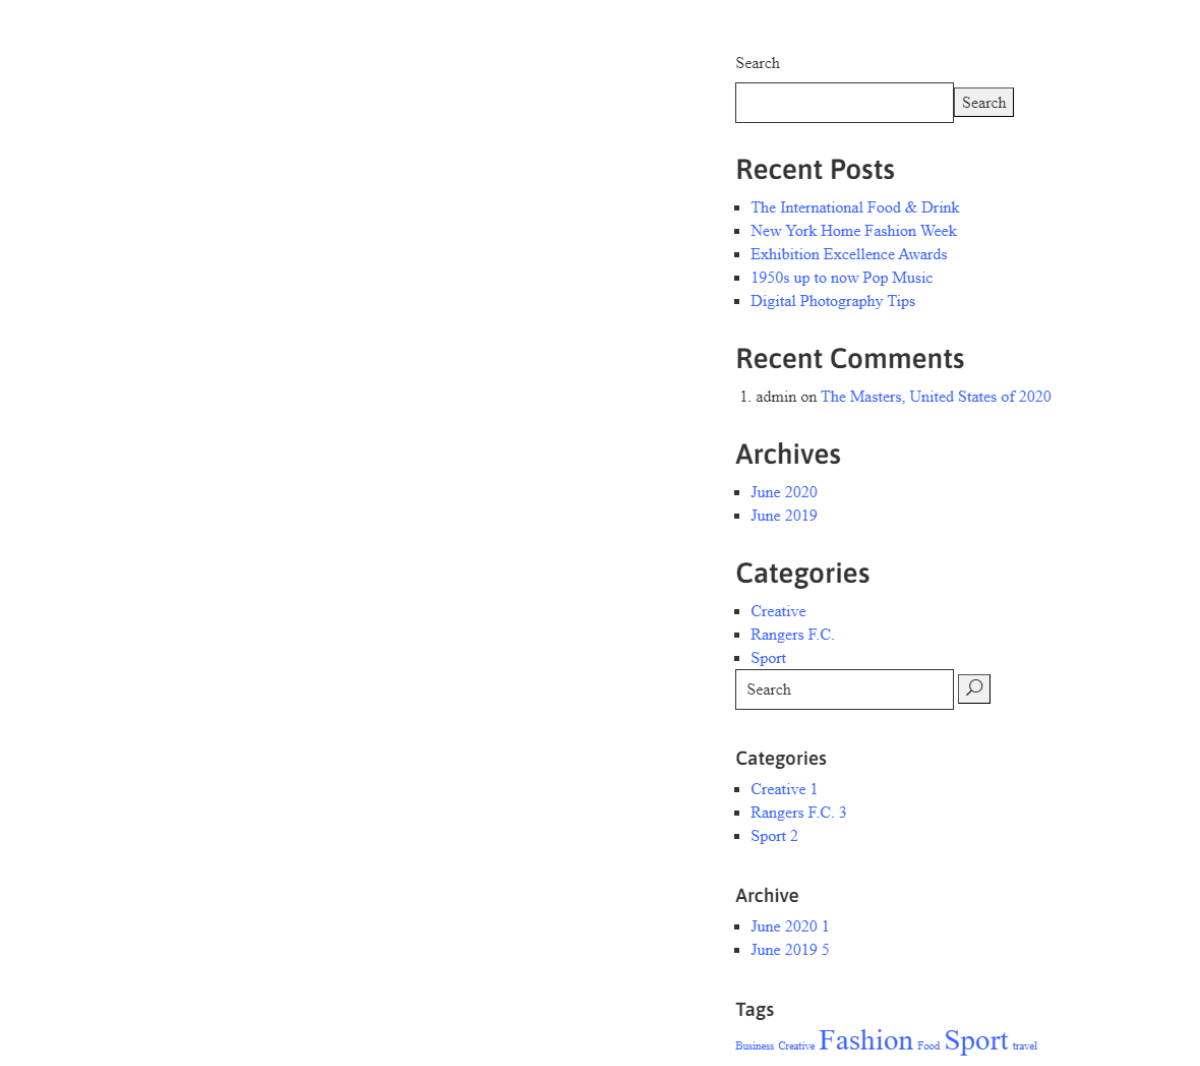 Search
Search
Recent Posts
The International Food & Drink
New York Home Fashion Week
Exhibition Excellence Awards
1950s up to now Pop Music
Digital Photography Tips
Recent Comments
1. admin on The Masters, United States of 2020
Archives
June 2020
June 2019
Categories
Creative
Rangers F.C.
Sport
Search
Categories
Creative 1
Rangers F.C. 3
Sport 2
Archive
June 2020 1
June 2019 5
Tags
Business Creative Fashion Food Sport travel